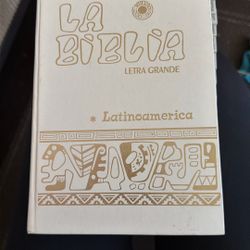 LA
BIBLIA
LETRA GRANDE
* Latinoamerica